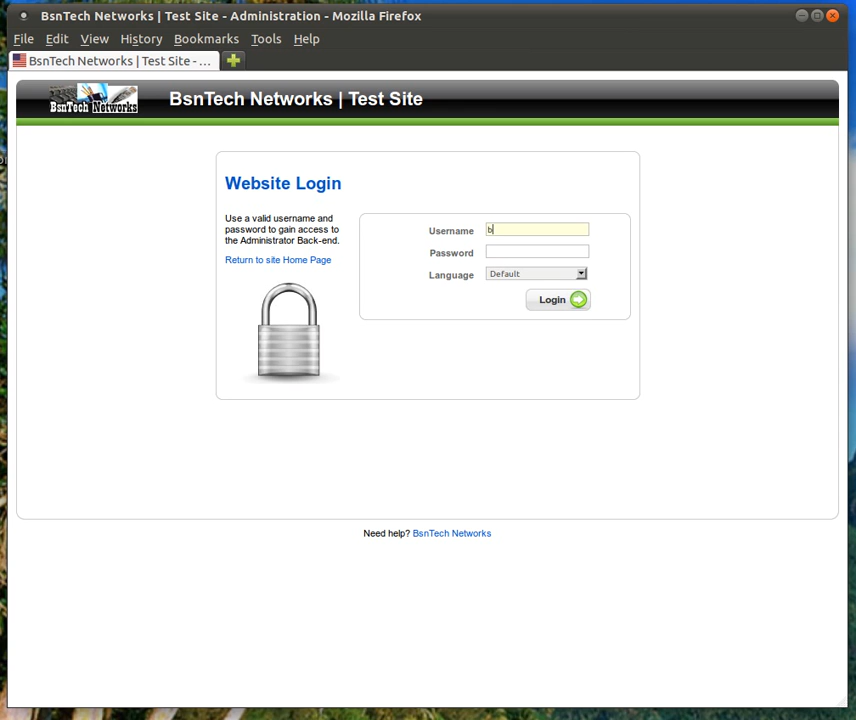 BsnTech Networks | Test Site - Administration - Mozilla Firefox
File Edit View History Bookmarks Tools Help
BsnTech Networks | Test Site - ...
BsnTech Networks
BsnTech Networks | Test Site
Website Login
Use a valid username and
password to gain access to
the Administrator Back-end.
Return to site Home Page
Username b
Password
Language Default
Login
Need help? BsnTech Networks